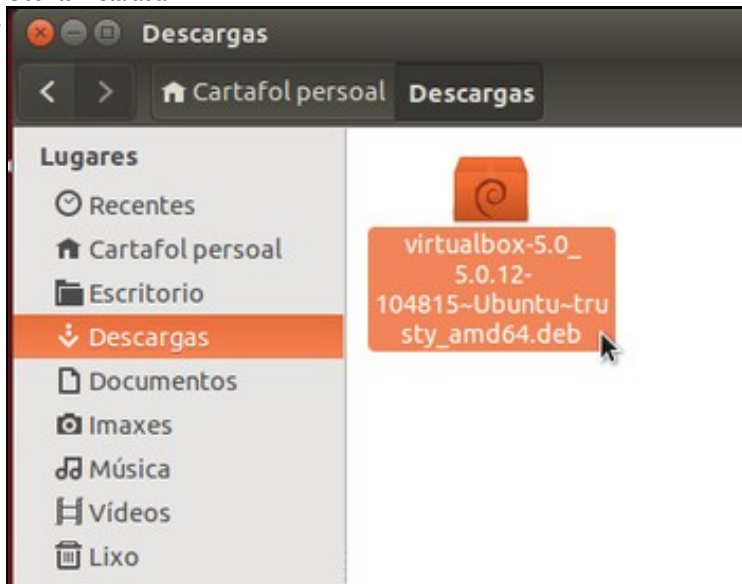 Descargas
Cartafol persoal Descargas
Lugares
Recentes
Cartafol persoal
Escritorio
Descargas
Documentos
Imaxes
Música
Vídeos
Lixo
virtualbox-5.0_
5.0.12-
104815~Ubuntu~tru
sty_amd64.deb